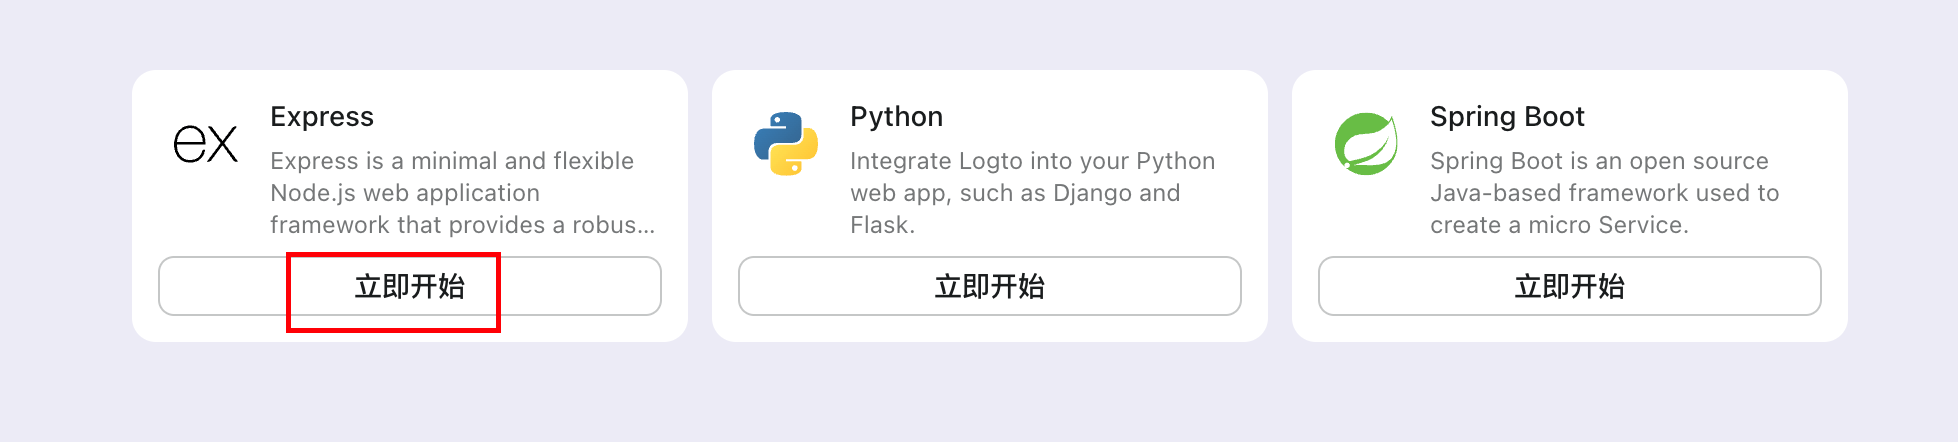 ex
Express
Express is a minimal and flexible
Node.js web application
framework that provides a robus...
立即开始
Python
Integrate Logto into your Python
web app, such as Django and
Flask.
立即开始
Spring Boot
Spring Boot is an open source
Java-based framework used to
create a micro Service.
立即开始